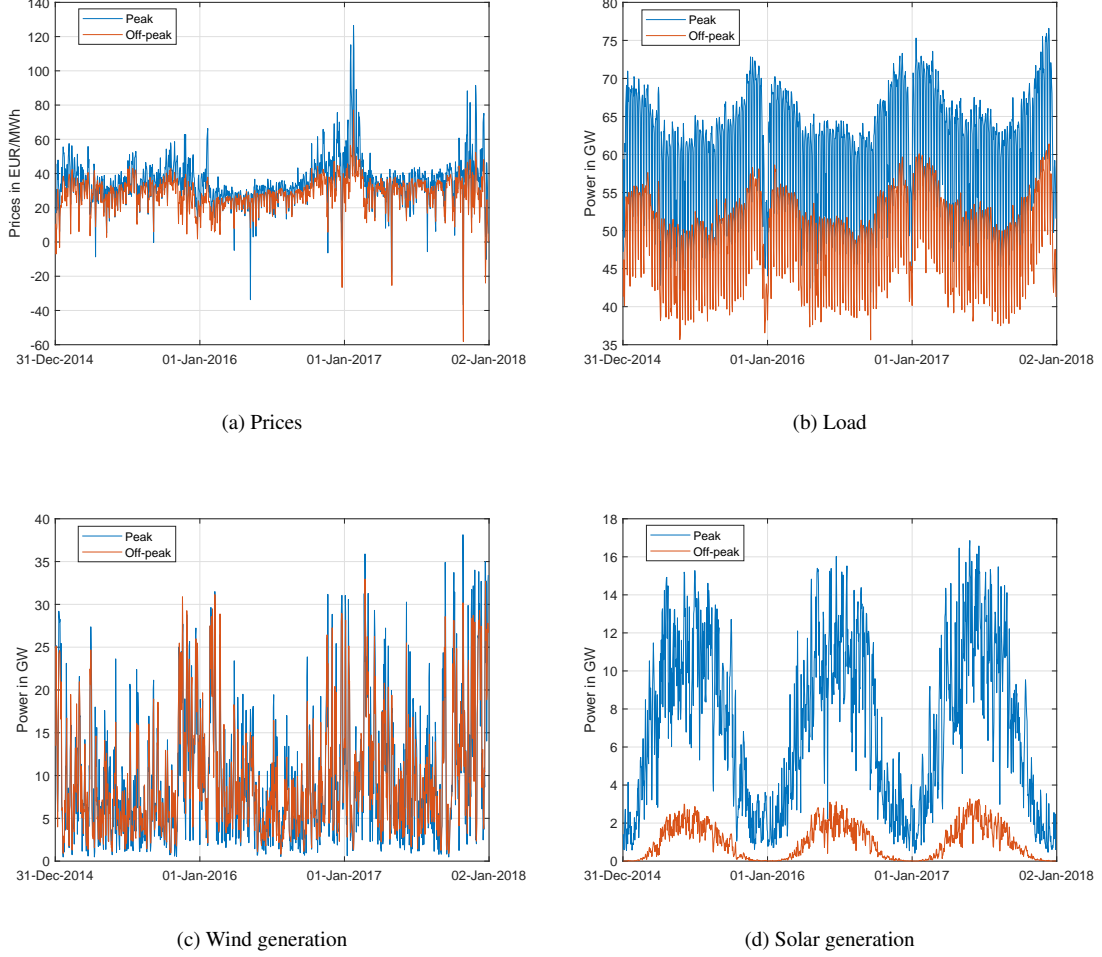 Peak
Off-peak
Prices in EUR/MWh
140
120
100
80
60
40
20
0
-20
-40
-60
31-Dec-2014 01-Jan-2016 01-Jan-2017 02-Jan-2018
(a) Prices
Peak
Off-peak
Power in GW
80
75
70
65
60
55
50
45
40
35
31-Dec-2014 01-Jan-2016 01-Jan-2017 02-Jan-2018
(b) Load
Peak
Off-peak
Power in GW
40
35
30
25
20
15
10
5
0
31-Dec-2014 01-Jan-2016 01-Jan-2017 02-Jan-2018
(c) Wind generation
Peak
Off-peak
Power in GW
18
16
14
12
10
8
6
4
2
0
31-Dec-2014 01-Jan-2016 01-Jan-2017 02-Jan-2018
(d) Solar generation